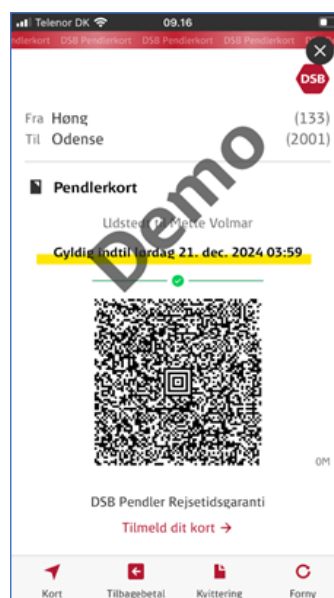 Telenor DK 09.16
ndlerkort DSB Pendlerkort DSB Pendlerkort DSB Pendlerkort
DSB
Fra Høng (133)
Til Odense (2001)
Pendlerkort
Udstedt til Mette Volmar
Gyldig indtil lørdag 21. dec. 2024 03:59
Demo
0M
DSB Pendler Rejsetidsgaranti
Tilmeld dit kort →
Kort Tilbagebetal Kvittering Forny